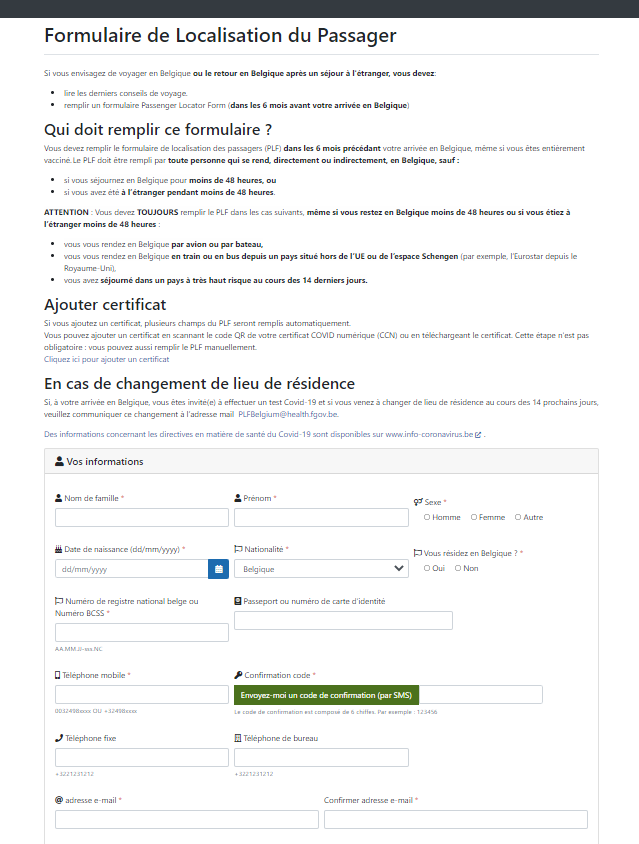 Formulaire de Localisation du Passager
Si vous envisagez de voyager en Belgique ou le retour en Belgique après un séjour à l'étranger, vous devez:
lire les derniers conseils de voyage.
remplir un formulaire Passenger Locator Form (dans les 6 mois avant votre arrivée en Belgique)
Qui doit remplir ce formulaire ?
Vous devez remplir le formulaire de localisation des passagers (PLF) dans les 6 mois précédant votre arrivée en Belgique, même si vous êtes entièrement
vacciné. Le PLF doit être rempli par toute personne qui se rend, directement ou indirectement, en Belgique, sauf :
si vous séjournez en Belgique pour moins de 48 heures, ou
si vous avez été à l'étranger pendant moins de 48 heures.
ATTENTION : Vous devez TOUJOURS remplir le PLF dans les cas suivants, même si vous restez en Belgique moins de 48 heures ou si vous étiez à
l'étranger moins de 48 heures :
vous vous rendez en Belgique par avion ou par bateau,
vous vous rendez en Belgique en train ou en bus depuis un pays situé hors de l'UE ou de l'espace Schengen (par exemple, l'Eurostar depuis le
Royaume-Uni),
vous avez séjourné dans un pays à très haut risque au cours des 14 derniers jours.
Ajouter certificat
Si vous ajoutez un certificat, plusieurs champs du PLF seront remplis automatiquement.
Vous pouvez ajouter un certificat en scannant le code QR de votre certificat COVID numérique (CCN) ou en téléchargeant le certificat. Cette étape n'est pas
obligatoire : vous pouvez aussi remplir le PLF manuellement.
Cliquez ici pour ajouter un certificat
En cas de changement de lieu de résidence
Si, à votre arrivée en Belgique, vous êtes invité(e) à effectuer un test Covid-19 et si vous venez à changer de lieu de résidence au cours des 14 prochains jours,
veuillez communiquer ce changement à l'adresse mail PLFBelgium@health.fgov.be.
Des informations concernant les directives en matière de santé du Covid-19 sont disponibles sur www.info-coronavirus.be .
Vos informations
Nom de famille * Prénom * Sexe *
Homme Femme Autre
Date de naissance (dd/mm/yyyy) * Nationalité * Vous résidez en Belgique ? *
dd/mm/yyyy Belgique Oui Non
Numéro de registre national belge ou Passeport ou numéro de carte d'identité
Numéro BCSS *
AA.MM.JJ-xxx.NC
Téléphone mobile * Confirmation code *
Envoyez-moi un code de confirmation (par SMS)
0032498xxxx OU +32498xxxx Le code de confirmation est composé de 6 chiffes. Par exemple : 123456
Téléphone fixe Téléphone de bureau
+3221231212 +3221231212
adresse e-mail * Confirmer adresse e-mail *